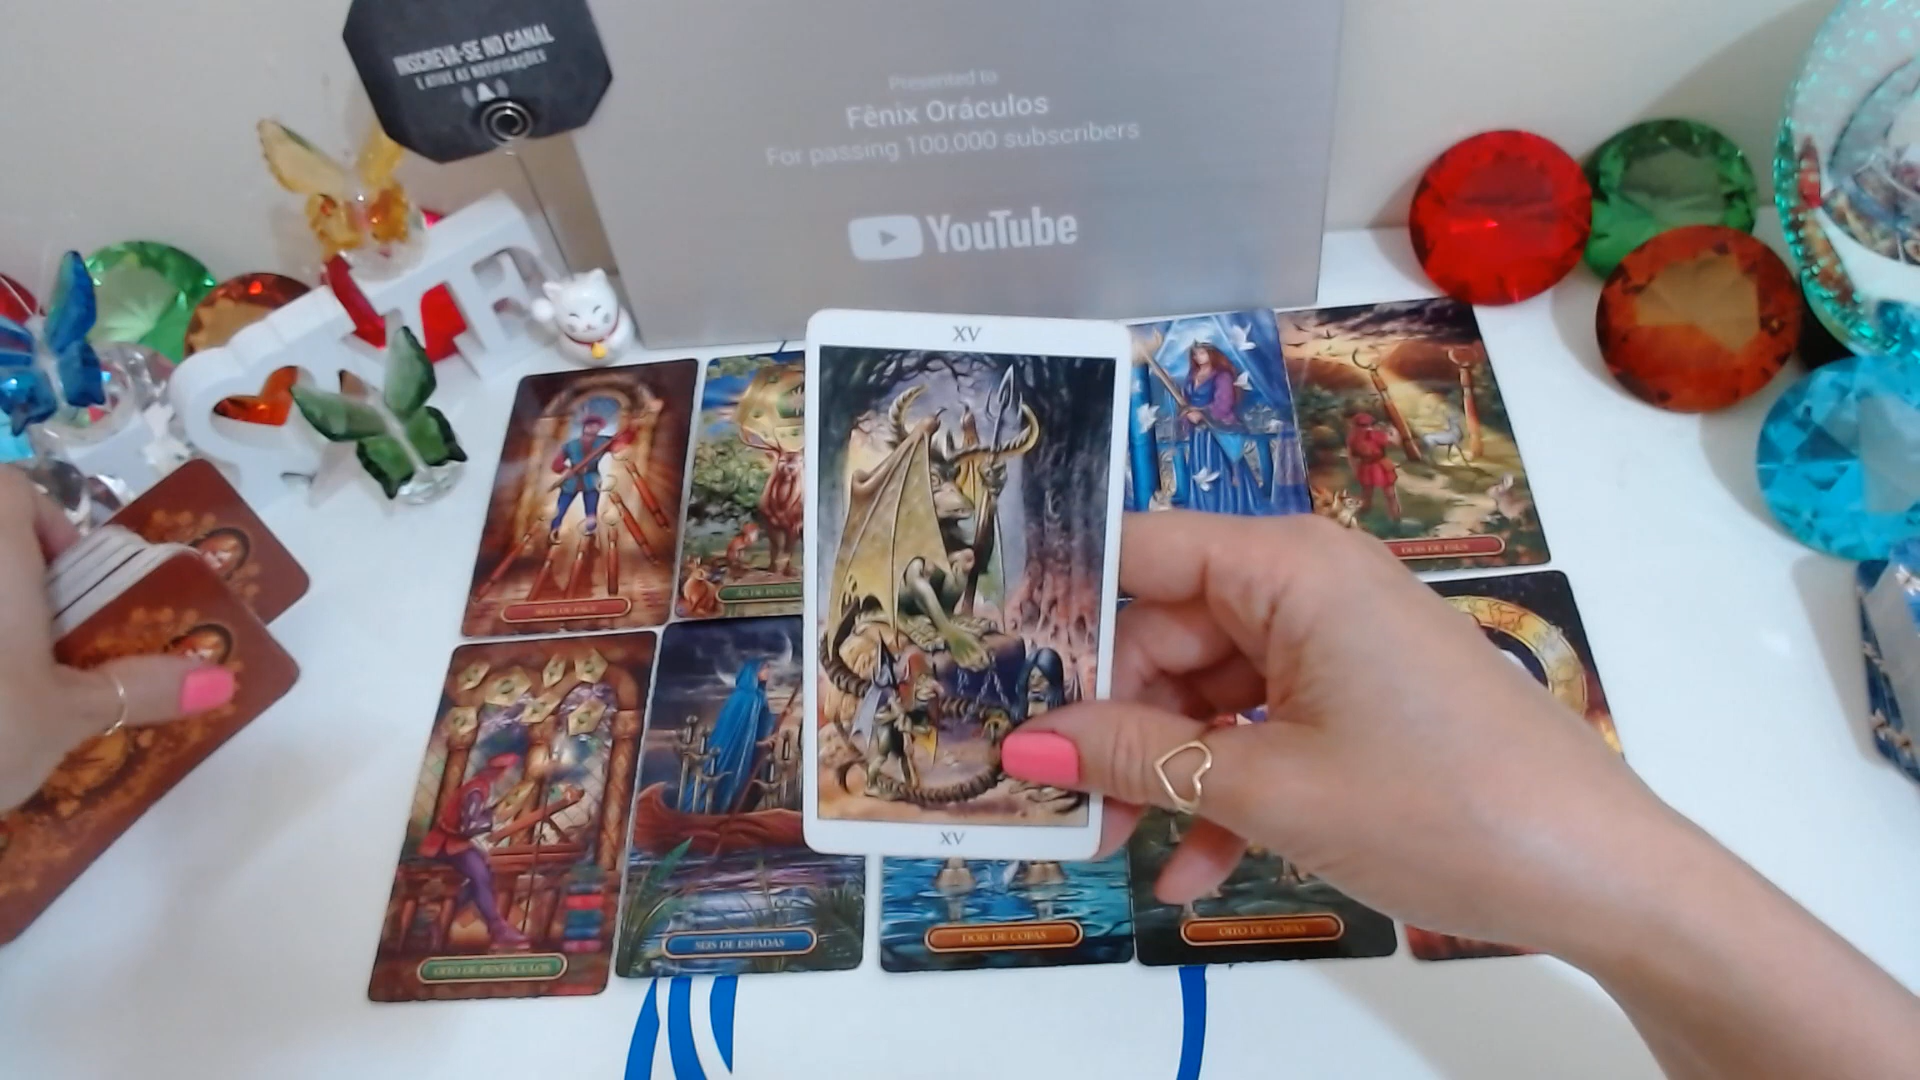 INSCREVA-SE NO CANAL
E ATIVE AS NOTIFICAÇÕES
Presented to
Fênix Oráculos
For passing 100,000 subscribers
YouTube
XV
XV
DOIS DE PAUS
OITO DE PENTÁCULOS
SEIS DE ESPADAS
DOIS DE COPAS
OITO DE COPAS